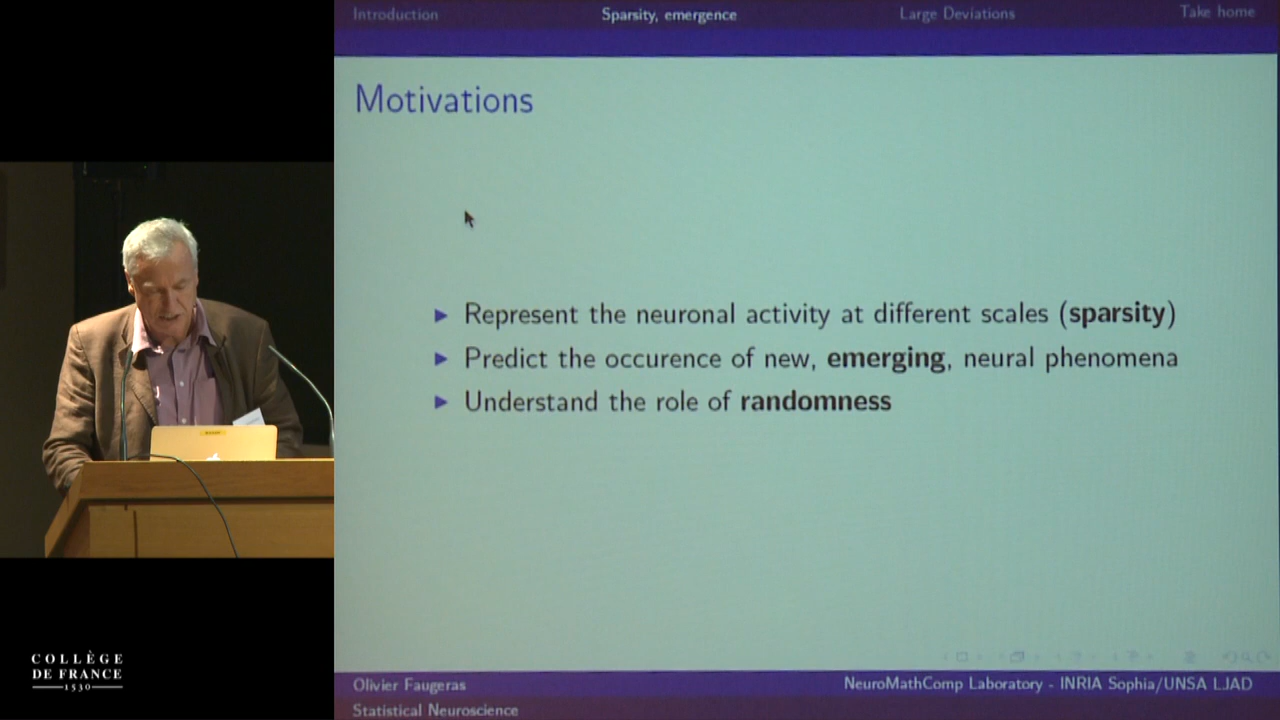 Introduction
Sparsity, emergence
Large Deviations
Take home
Motivations
▶ Represent the neuronal activity at different scales (sparsity)
▶ Predict the occurence of new, emerging, neural phenomena
▶ Understand the role of randomness
Olivier Faugeras
NeuroMathComp Laboratory - INRIA Sophia/UNSA LJAD
Statistical Neuroscience
COLLÈGE
DE FRANCE
1530